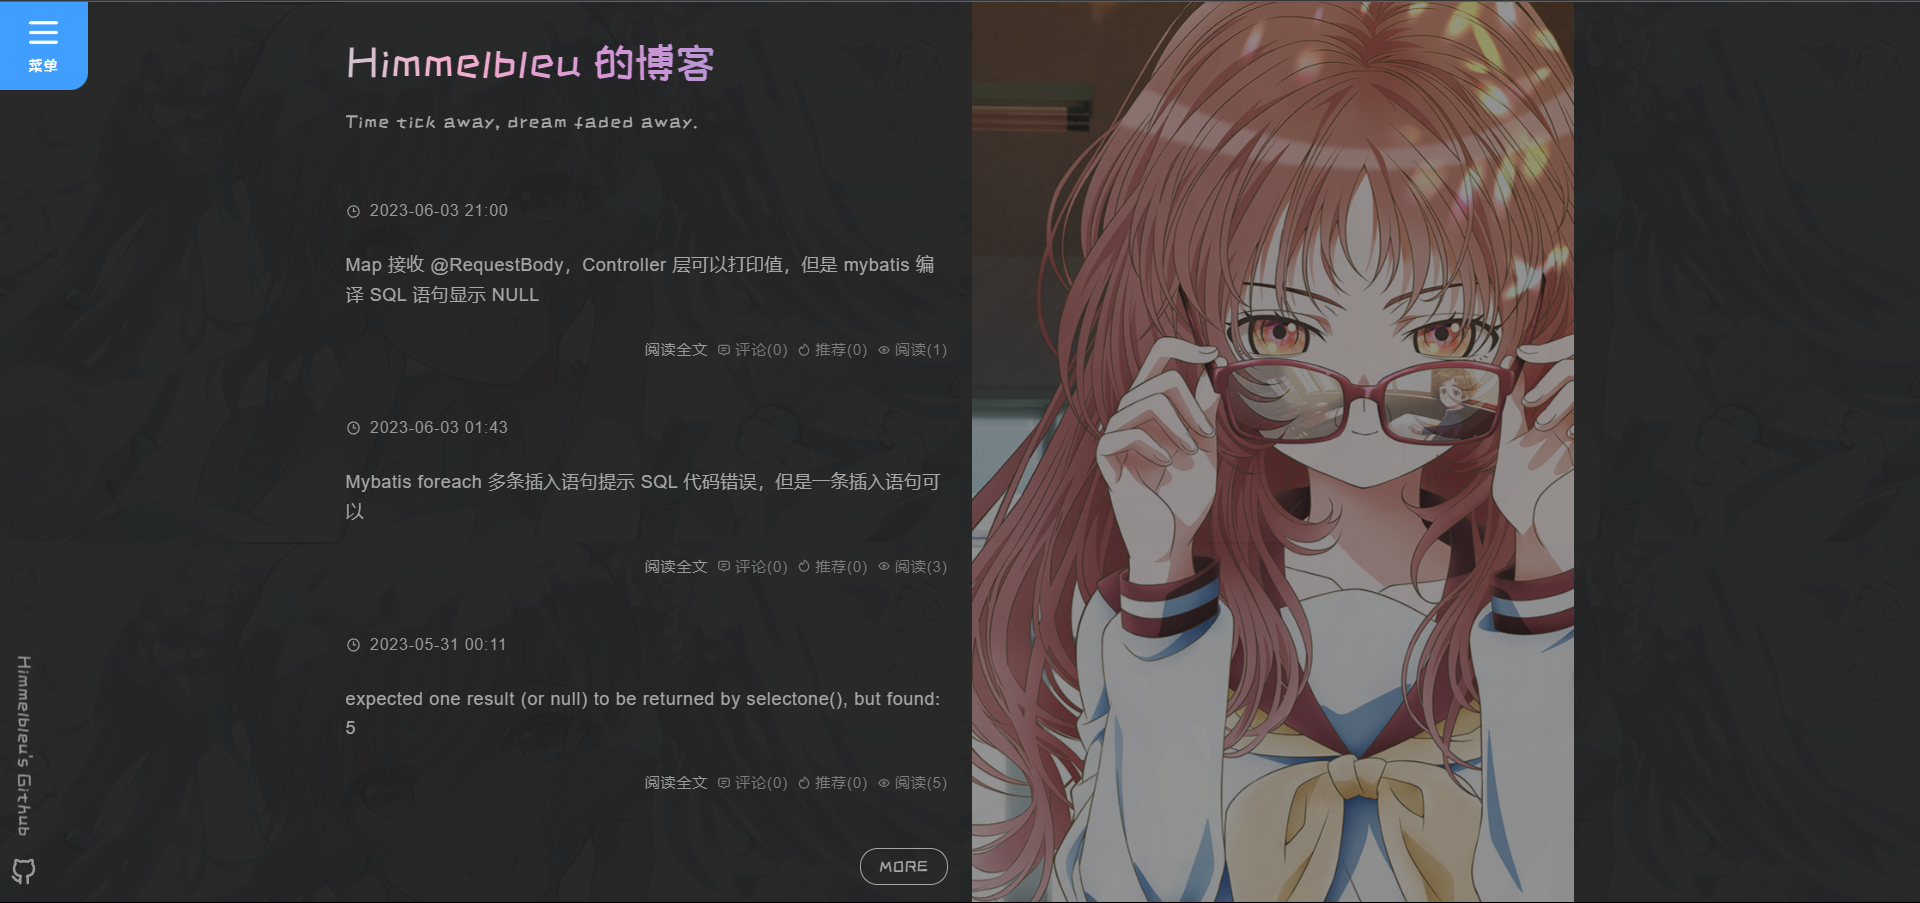 菜单
Himmelbleu 的博客
Time tick away, dream faded away.
2023-06-03 21:00
Map 接收 @RequestBody，Controller 层可以打印值，但是 mybatis 编
译 SQL 语句显示 NULL
阅读全文 评论(0) 推荐(0) 阅读(1)
2023-06-03 01:43
Mybatis foreach 多条插入语句提示 SQL 代码错误，但是一条插入语句可
以
阅读全文 评论(0) 推荐(0) 阅读(3)
2023-05-31 00:11
expected one result (or null) to be returned by selectone(), but found:
5
阅读全文 评论(0) 推荐(0) 阅读(5)
MORE
Himmelbleu's Github